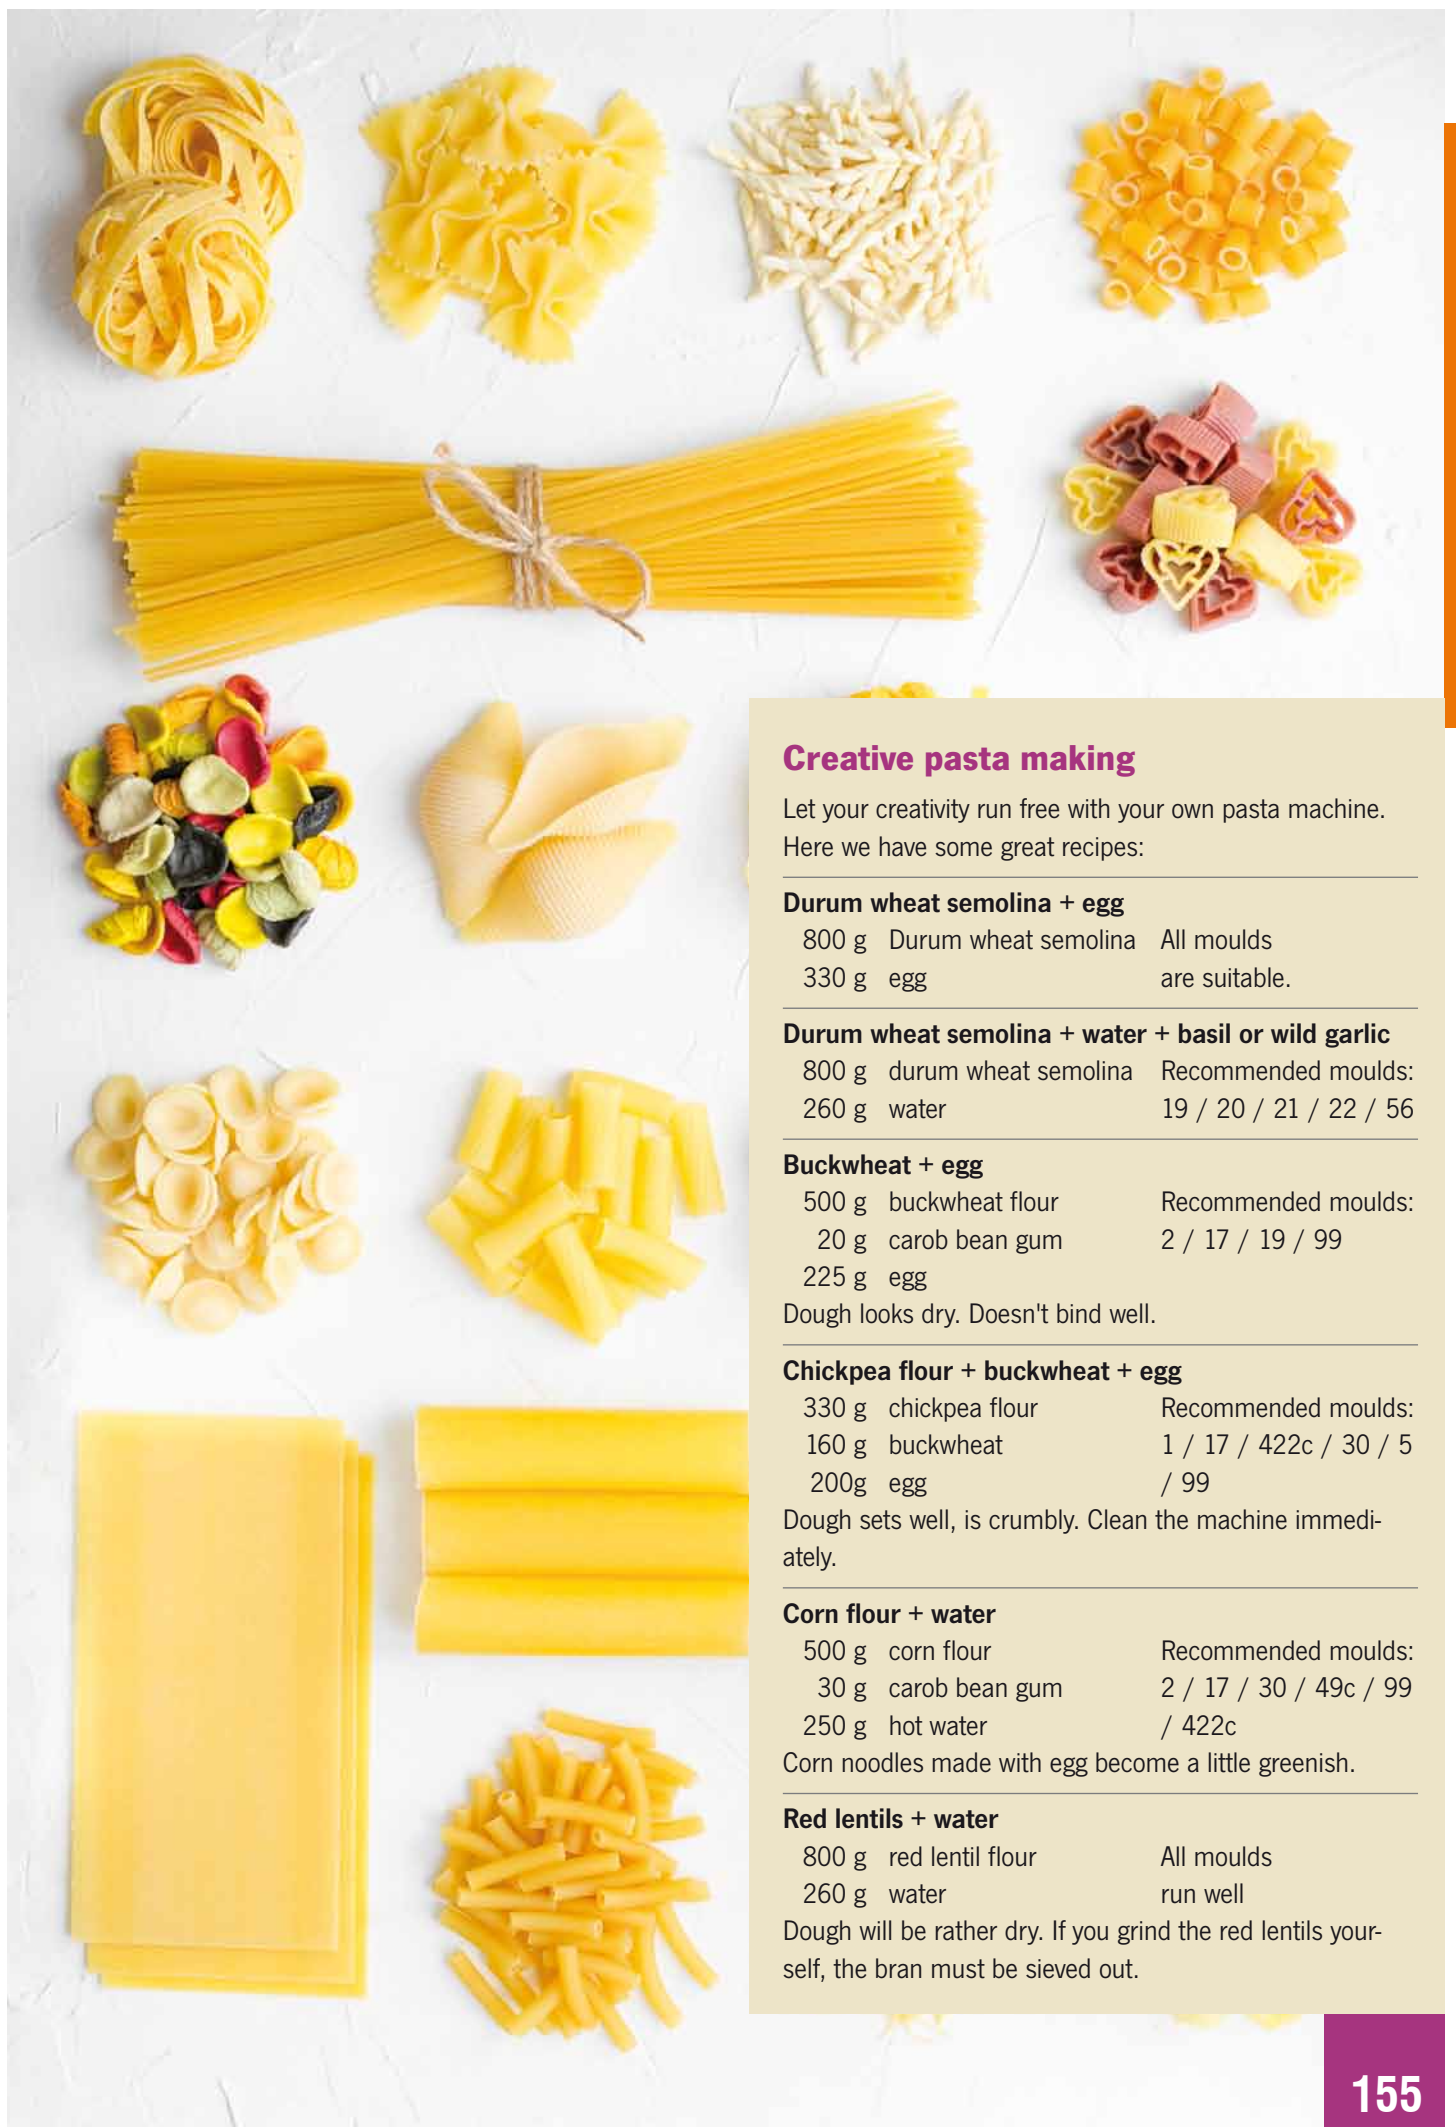 Creative pasta making
Let your creativity run free with your own pasta machine.
Here we have some great recipes:
Durum wheat semolina + egg
800 g Durum wheat semolina All moulds
330 g egg are suitable.
Durum wheat semolina + water + basil or wild garlic
800 g durum wheat semolina Recommended moulds:
260 g water 19 / 20 / 21 / 22 / 56
Buckwheat + egg
500 g buckwheat flour Recommended moulds:
20 g carob bean gum 2 / 17 / 19 / 99
225 g egg
Dough looks dry. Doesn't bind well.
Chickpea flour + buckwheat + egg
330 g chickpea flour Recommended moulds:
160 g buckwheat 1 / 17 / 422c / 30 / 5
200g egg / 99
Dough sets well, is crumbly. Clean the machine immedi-
ately.
Corn flour + water
500 g corn flour Recommended moulds:
30 g carob bean gum 2 / 17 / 30 / 49c / 99
250 g hot water / 422c
Corn noodles made with egg become a little greenish.
Red lentils + water
800 g red lentil flour All moulds
260 g water run well
Dough will be rather dry. If you grind the red lentils your-
self, the bran must be sieved out.
155